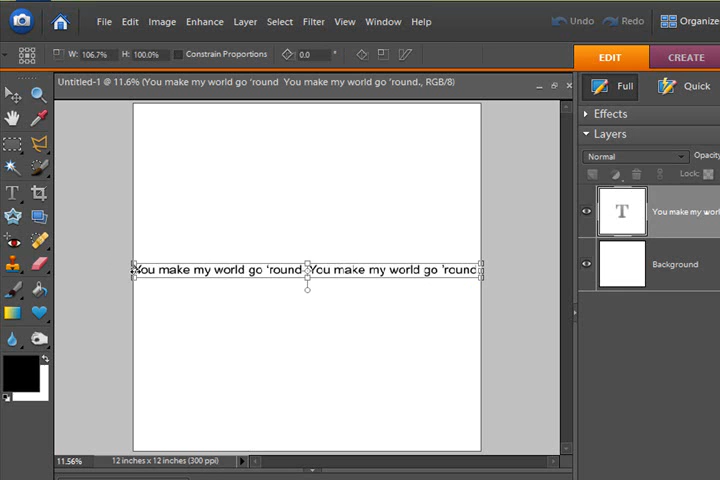 File Edit Image Enhance Layer Select Filter View Window Help Undo Redo Organize
W: 106.7% H: 100.0% Constrain Proportions 0.0 ° EDIT CREATE
Untitled-1 @ 11.6% (You make my world go 'round You make my world go 'round., RGB/8)
Full Quick
Effects
Layers
Normal Opacity
Lock:
T You make my worl
Background
You make my world go 'round You make my world go 'round
11.56% 12 inches x 12 inches (300 ppi)